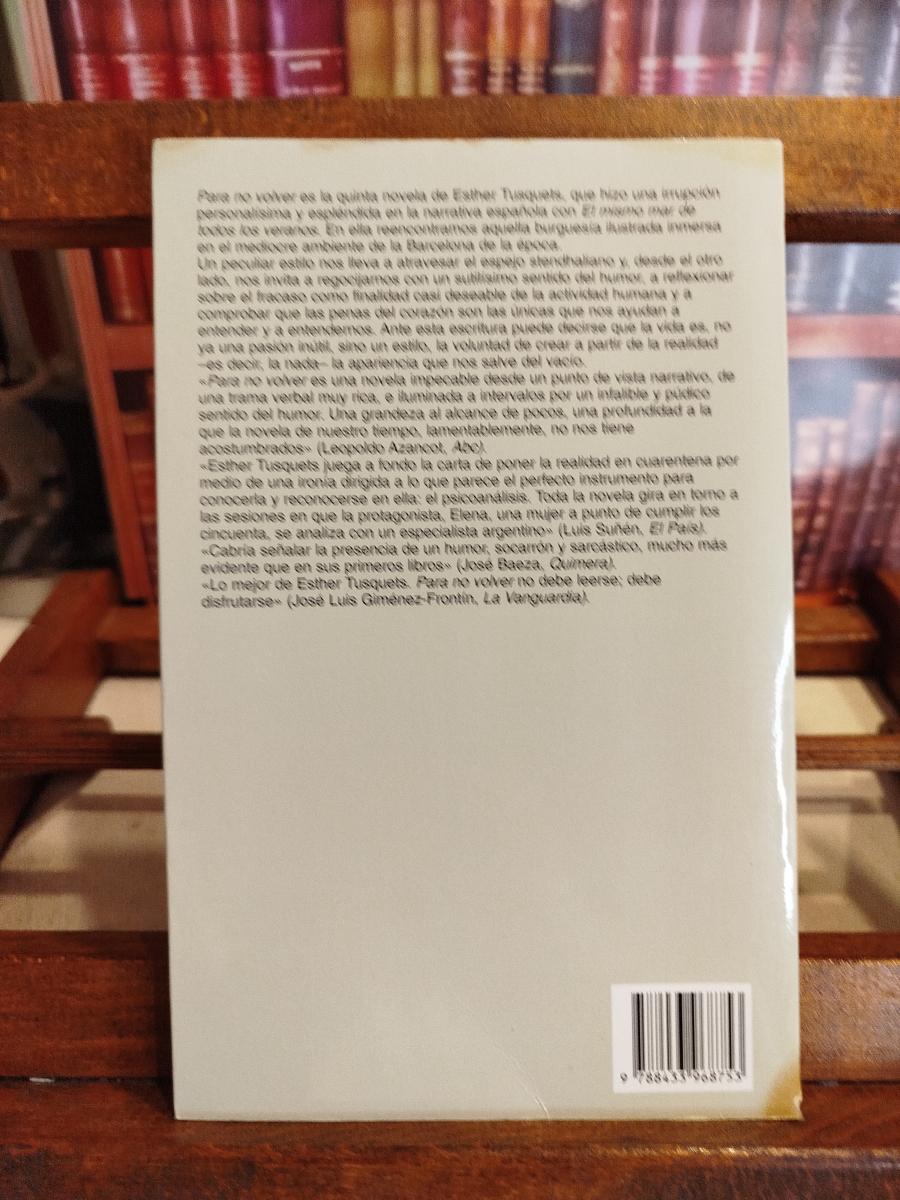 Para no volver es la quinta novela de Esther Tusquets, que hizo una irrupción
personalísima y espléndida en la narrativa española con El mismo mar de
todos los veranos. En ella reencontramos aquella burguesía ilustrada inmersa
en el mediocre ambiente de la Barcelona de la época.
Un peculiar estilo nos lleva a atravesar el espejo stendhaliano y, desde el otro
lado, nos invita a regocijarnos con un sutilísimo sentido del humor, a reflexionar
sobre el fracaso como finalidad casi deseable de la actividad humana y a
comprobar que las penas del corazón son las únicas que nos ayudan a
entender y a entendernos. Ante esta escritura puede decirse que la vida es, no
ya una pasión inútil, sino un estilo, la voluntad de crear a partir de la realidad
–es decir, la nada– la apariencia que nos salve del vacío.
«Para no volver es una novela impecable desde un punto de vista narrativo, de
una trama verbal muy rica, e iluminada a intervalos por un infalible y púdico
sentido del humor. Una grandeza al alcance de pocos, una profundidad a la
que la novela de nuestro tiempo, lamentablemente, no nos tiene
acostumbrados» (Leopoldo Azancot, Abc).
«Esther Tusquets juega a fondo la carta de poner la realidad en cuarentena por
medio de una ironía dirigida a lo que parece el perfecto instrumento para
conocerla y reconocerse en ella: el psicoanálisis. Toda la novela gira en torno a
las sesiones en que la protagonista, Elena, una mujer a punto de cumplir los
cincuenta, se analiza con un especialista argentino» (Luis Suñén, El País).
«Cabría señalar la presencia de un humor, socarrón y sarcástico, mucho más
evidente que en sus primeros libros» (José Baeza, Quimera).
«Lo mejor de Esther Tusquets. Para no volver no debe leerse; debe
disfrutarse» (José Luis Giménez-Frontín, La Vanguardia).
9 788433 968753